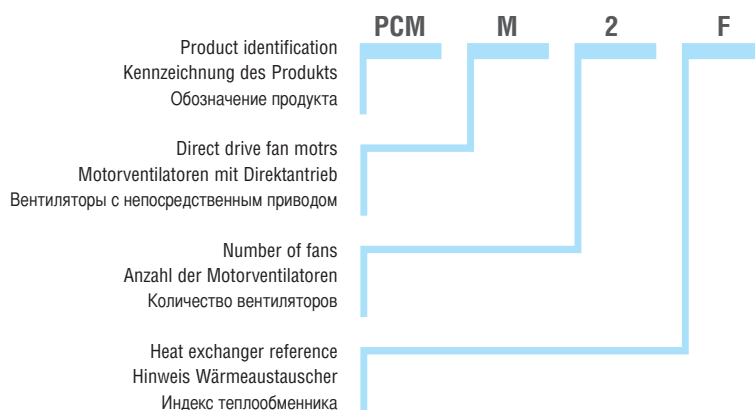 PCM M 2 F
Product identification
Kennzeichnung des Produkts
Обозначение продукта
Direct drive fan motrs
Motorventilatoren mit Direktantrieb
Вентиляторы с непосредственным приводом
Number of fans
Anzahl der Motorventilatoren
Количество вентиляторов
Heat exchanger reference
Hinweis Wärmeaustauscher
Индекс теплообменника